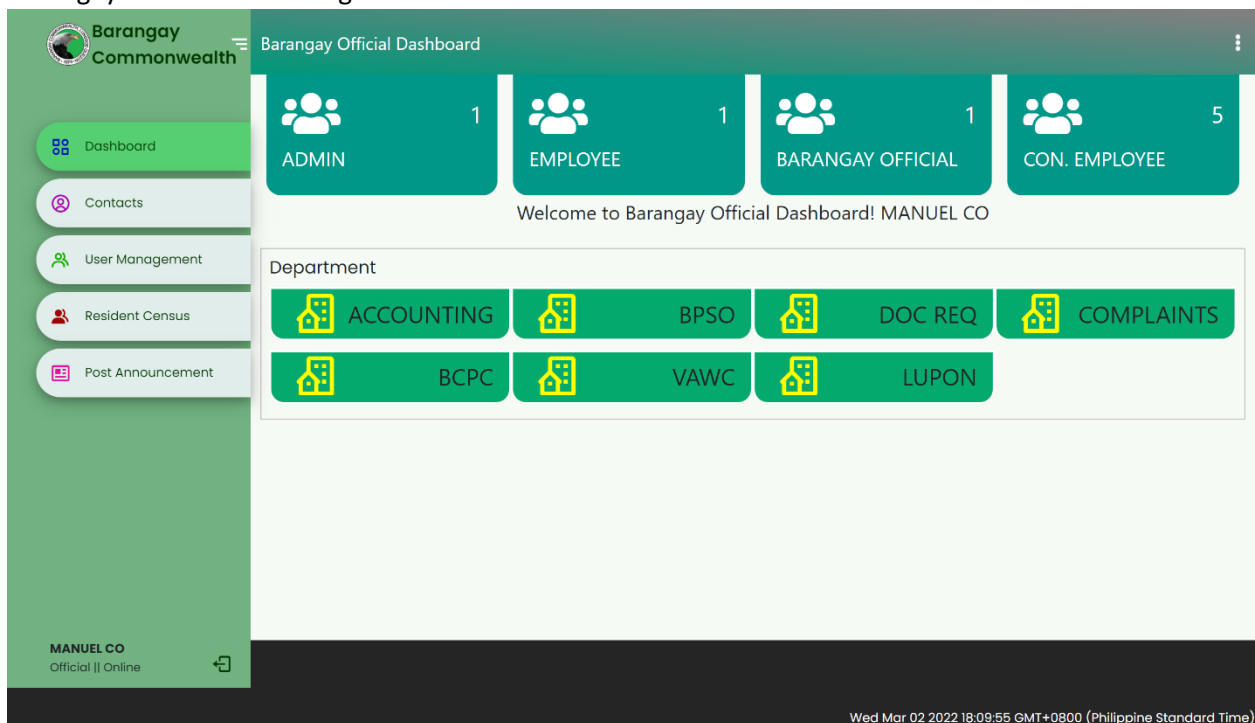 Barangay
Commonwealth
Barangay Official Dashboard
1
ADMIN
1
EMPLOYEE
1
BARANGAY OFFICIAL
5
CON. EMPLOYEE
Welcome to Barangay Official Dashboard! MANUEL CO
Dashboard
Contacts
User Management
Resident Census
Post Announcement
Department
ACCOUNTING
BPSO
DOC REQ
COMPLAINTS
BCPC
VAWC
LUPON
MANUEL CO
Official || Online
Wed Mar 02 2022 18:09:55 GMT+0800 (Philippine Standard Time)